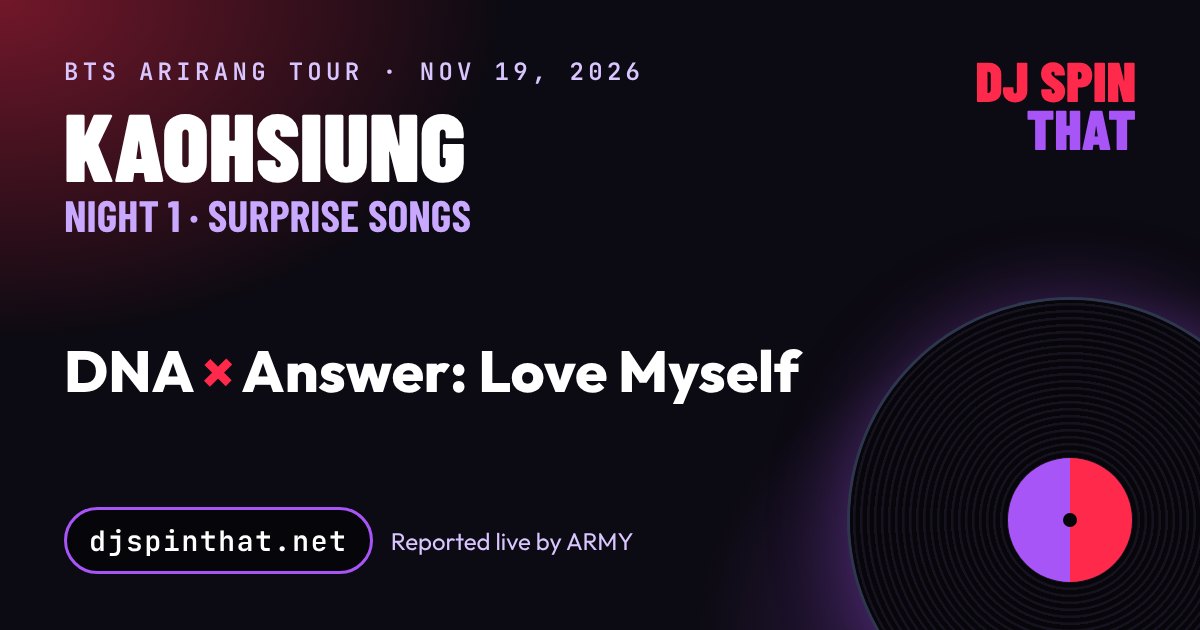 BTS ARIRANG TOUR · NOV 19, 2026
KAOHSIUNG
NIGHT 1 · SURPRISE SONGS
DJ SPIN
THAT
DNA × Answer: Love Myself
djspinthat.net
Reported live by ARMY